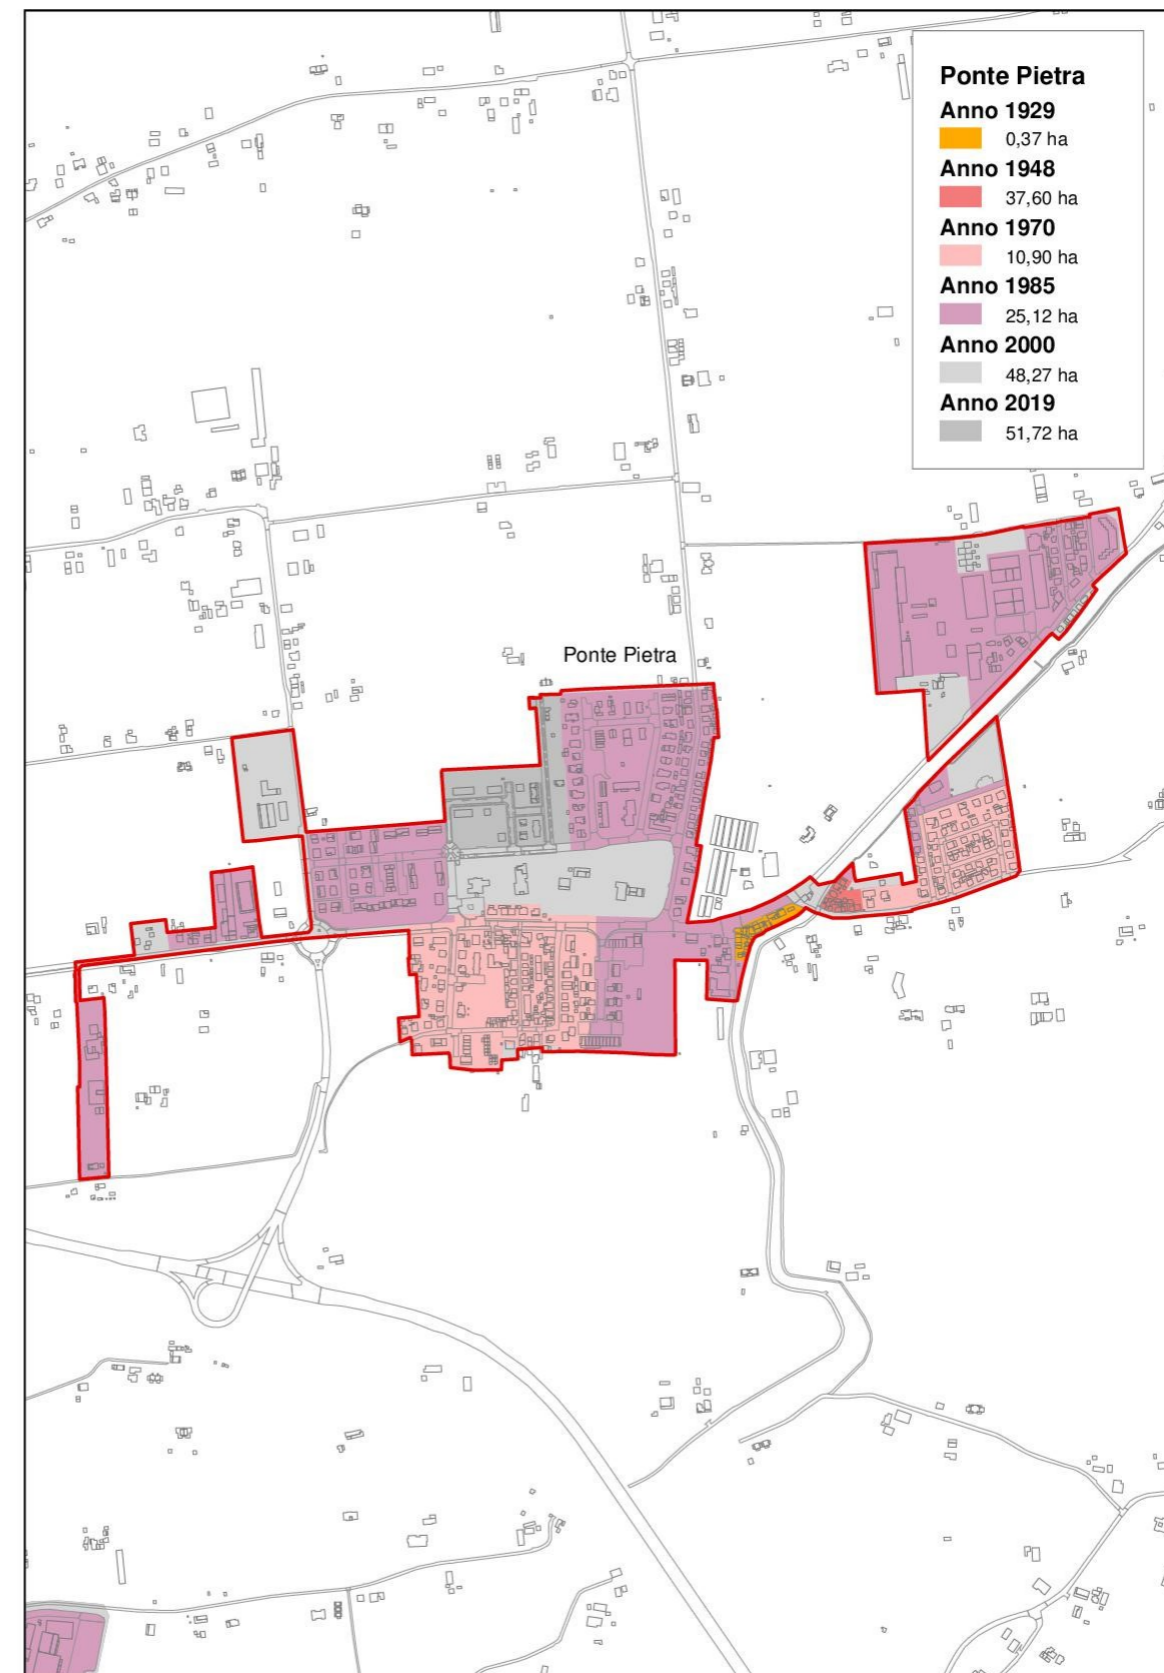 Ponte Pietra
Anno 1929
0,37 ha
Anno 1948
37,60 ha
Anno 1970
10,90 ha
Anno 1985
25,12 ha
Anno 2000
48,27 ha
Anno 2019
51,72 ha
Ponte Pietra